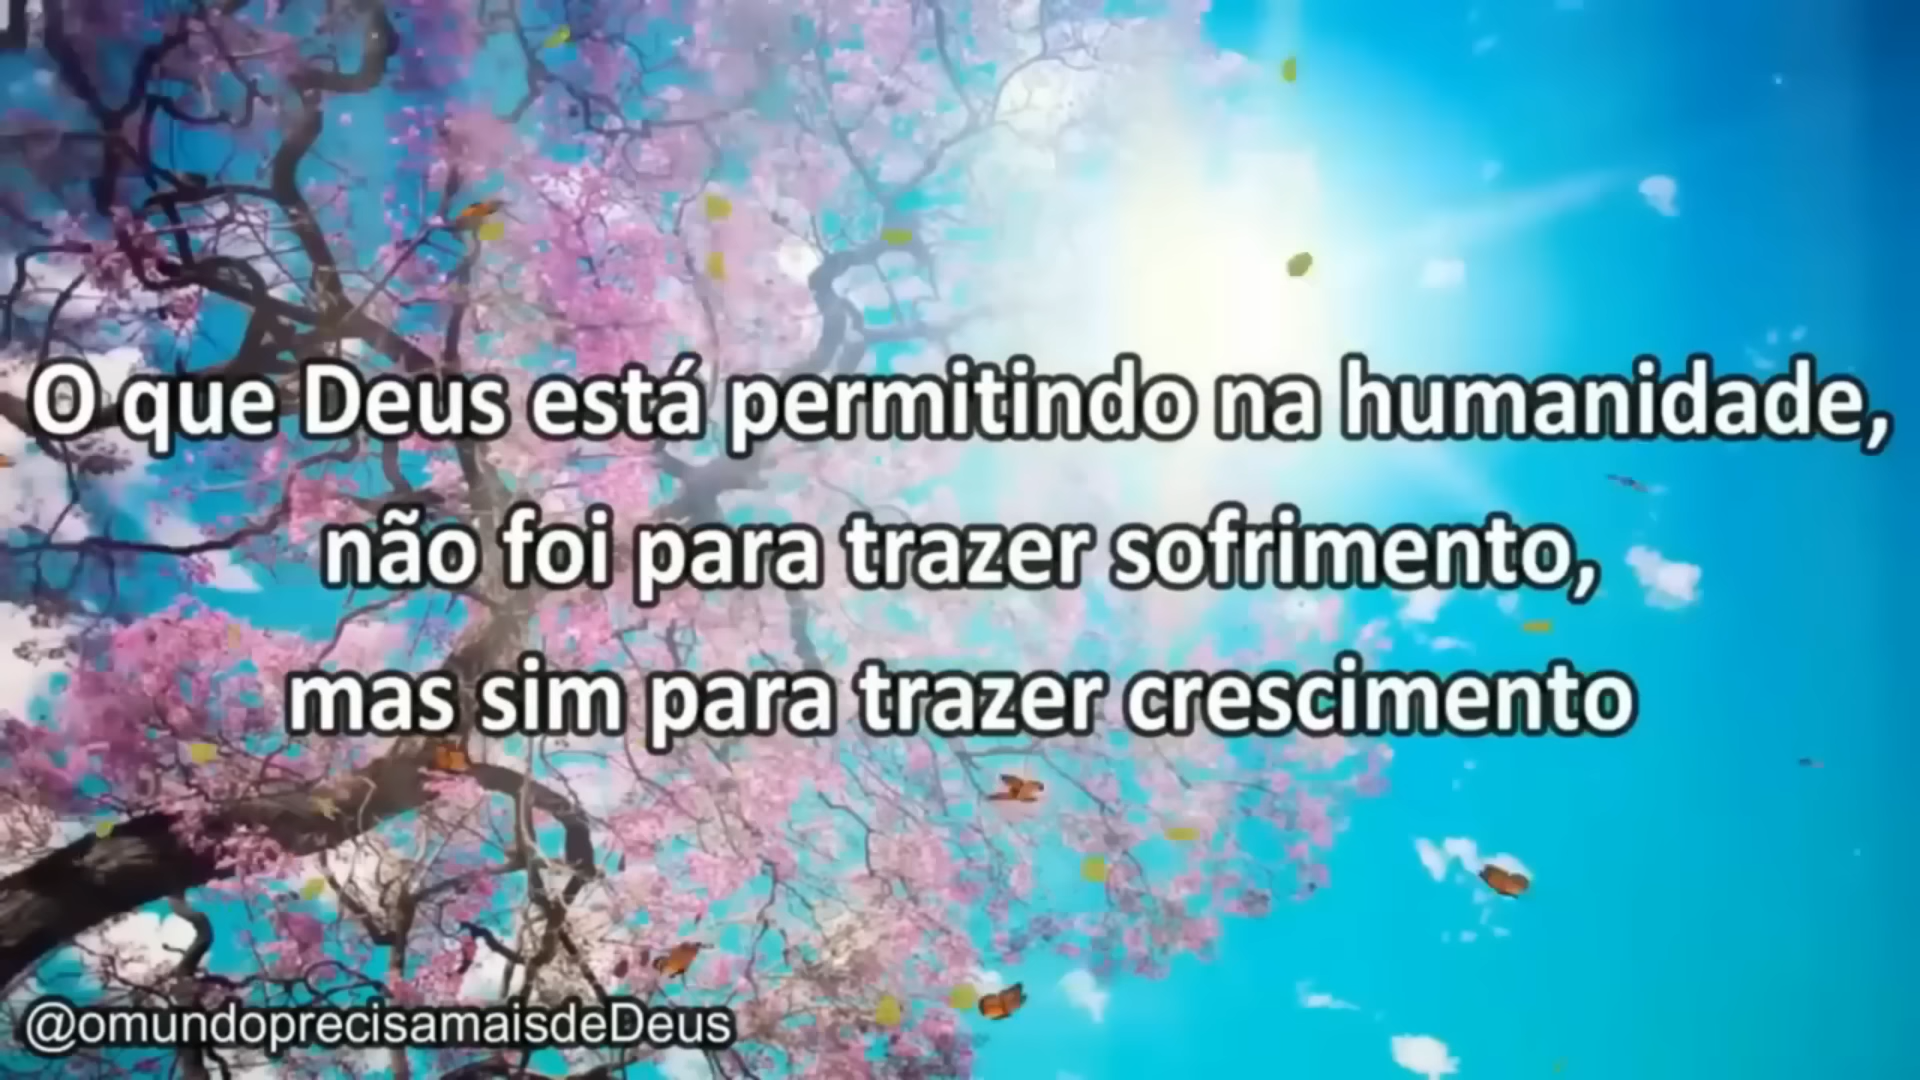 O que Deus está permitindo na humanidade,
não foi para trazer sofrimento,
mas sim para trazer crescimento
@omundoprecisamaisdeDeus